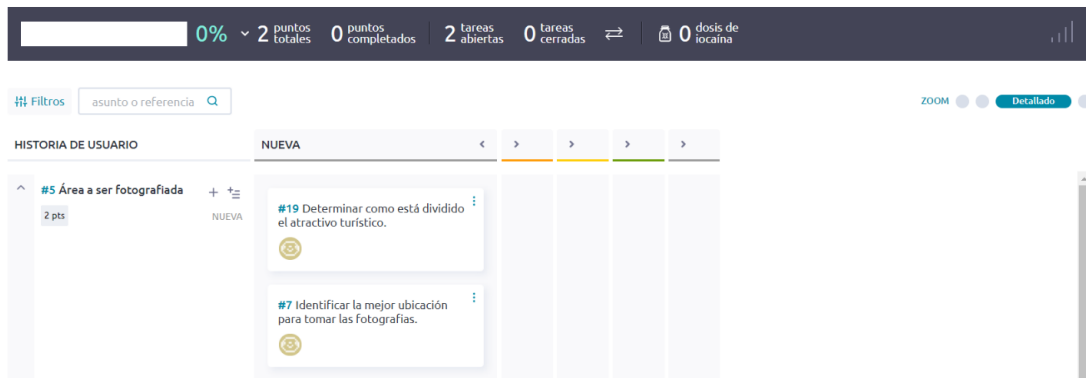 0% 2 puntos totales 0 puntos completados 2 tareas abiertas 0 tareas cerradas 0 dosis de iocaína
Filtros asunto o referencia ZOOM Detallado
HISTORIA DE USUARIO NUEVA
#5 Área a ser fotografiada
2 pts NUEVA
#19 Determinar como está dividido
el atractivo turístico.
#7 Identificar la mejor ubicación
para tomar las fotografias.